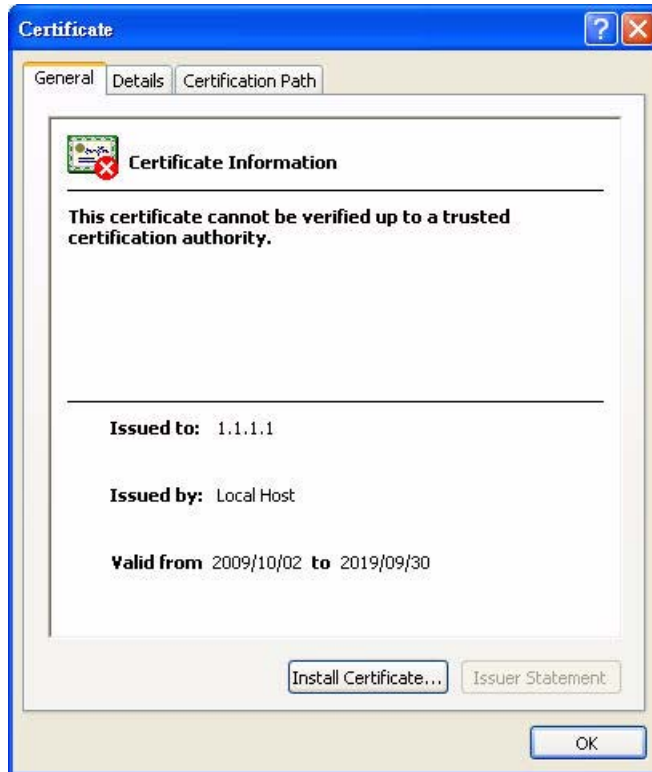 Certificate
General
Details
Certification Path
Certificate Information
This certificate cannot be verified up to a trusted
certification authority.
Issued to: 1.1.1.1
Issued by: Local Host
Valid from 2009/10/02 to 2019/09/30
Install Certificate...
Issuer Statement
OK